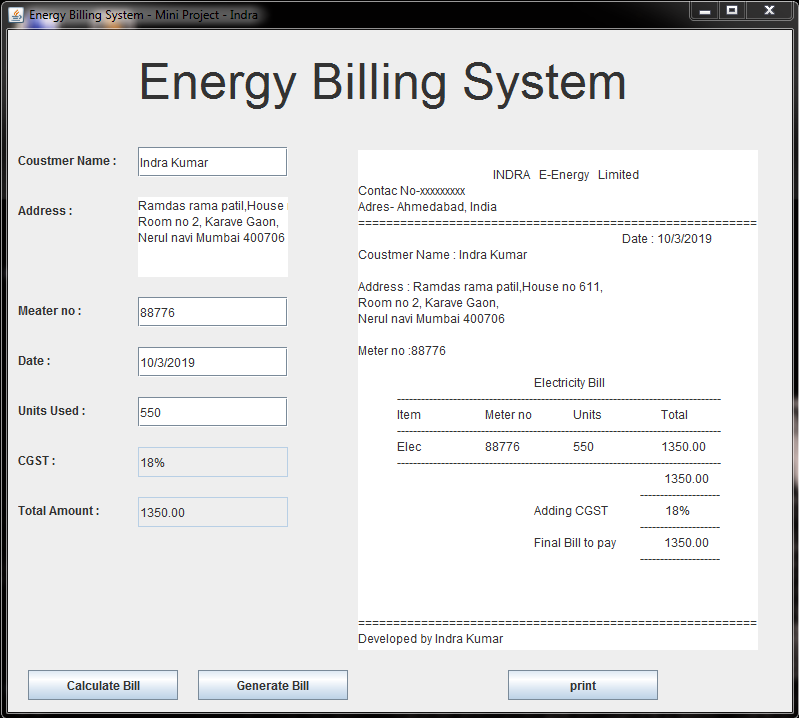 Energy Billing System - Mini Project - Indra
Energy Billing System
Coustmer Name :
Indra Kumar
Address :
Ramdas rama patil,House
Room no 2, Karave Gaon,
Nerul navi Mumbai 400706
Meater no :
88776
Date :
10/3/2019
Units Used :
550
CGST :
18%
Total Amount :
1350.00
INDRA E-Energy Limited
Contac No-xxxxxxxxx
Adres- Ahmedabad, India
=========================================================
Date : 10/3/2019
Coustmer Name : Indra Kumar
Address : Ramdas rama patil,House no 611,
Room no 2, Karave Gaon,
Nerul navi Mumbai 400706
Meter no :88776
Electricity Bill
---------------------------------------------------------------------------------
Item Meter no Units Total
---------------------------------------------------------------------------------
Elec 88776 550 1350.00
---------------------------------------------------------------------------------
1350.00
--------------------
Adding CGST 18%
--------------------
Final Bill to pay 1350.00
--------------------
=========================================================
Developed by Indra Kumar
Calculate Bill
Generate Bill
print